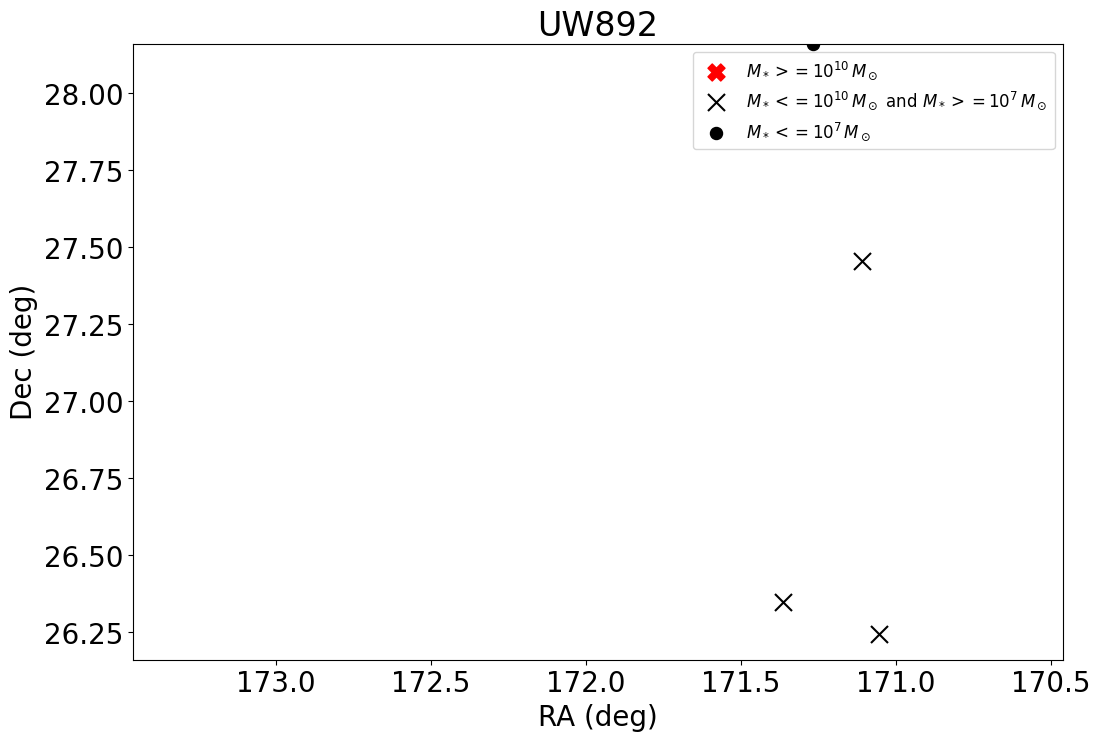 UW892
M* >= 10^10 M⊙
M* <= 10^10 M⊙ and M* >= 10^7 M⊙
M* <= 10^7 M⊙
28.00
27.75
27.50
27.25
27.00
26.75
26.50
26.25
Dec (deg)
173.0 172.5 172.0 171.5 171.0 170.5
RA (deg)